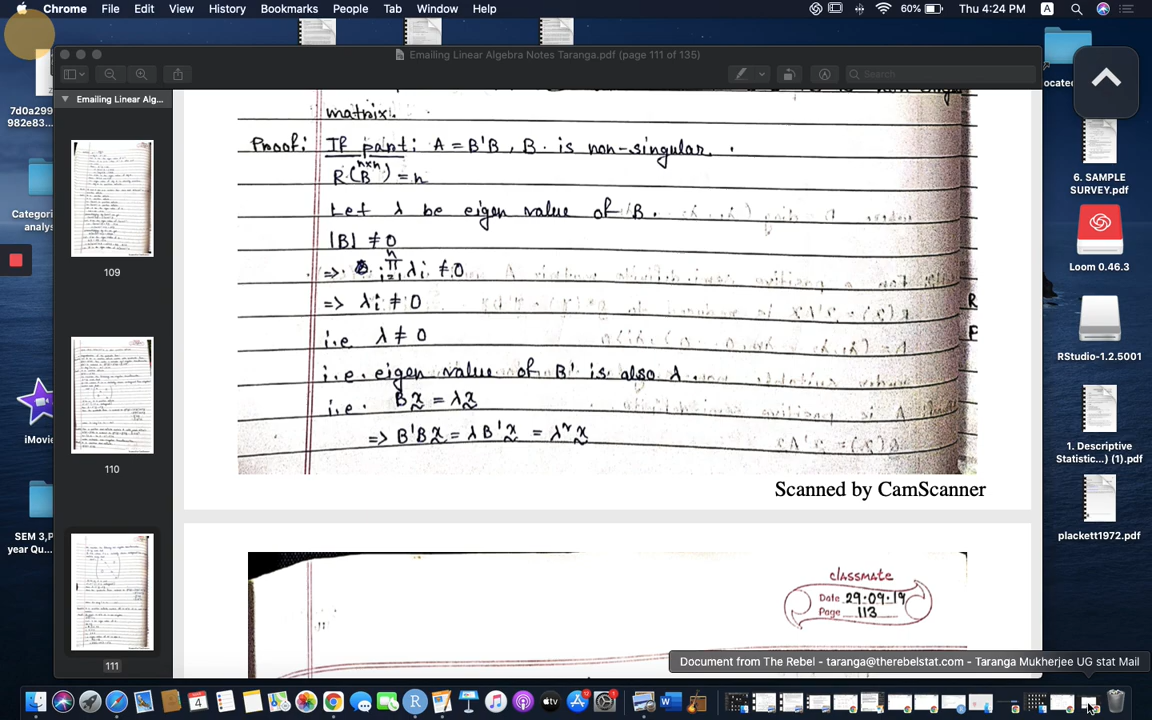 Chrome File Edit View History Bookmarks People Tab Window Help
60% Thu 4:24 PM A
Emailing Linear Algebra Notes Taranga.pdf (page 111 of 135)
Search
Emailing Linear Alg...
109
110
111
7d0a299
982e83...
Categori
analys
iMovie
SEM 3,P
year Qu...
matrix.
Proof: If part: A = B'B, B is non-singular.
R(Bⁿˣⁿ) = n
Let λ be eigen value of B.
|B| ≠ 0
=> π λi ≠ 0
=> λi ≠ 0
i.e λ ≠ 0
i.e. eigen value of B' is also λ.
i.e. Bx = λx
=> B'Bx = λB'x = λ²x
Scanned by CamScanner
classmate
Date 29.09.19
Page 113
ocate
6. SAMPLE
SURVEY.pdf
Loom 0.46.3
RStudio-1.2.5001
1. Descriptive
Statistic...) (1).pdf
plackett1972.pdf
Document from The Rebel - taranga@therebelstat.com - Taranga Mukherjee UG stat Mail